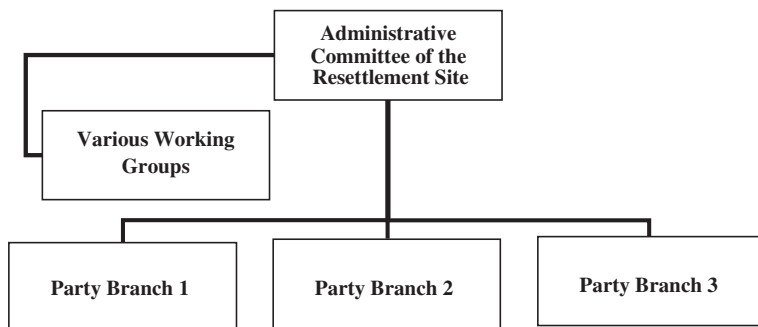 Administrative
Committee of the
Resettlement Site
Various Working
Groups
Party Branch 1
Party Branch 2
Party Branch 3